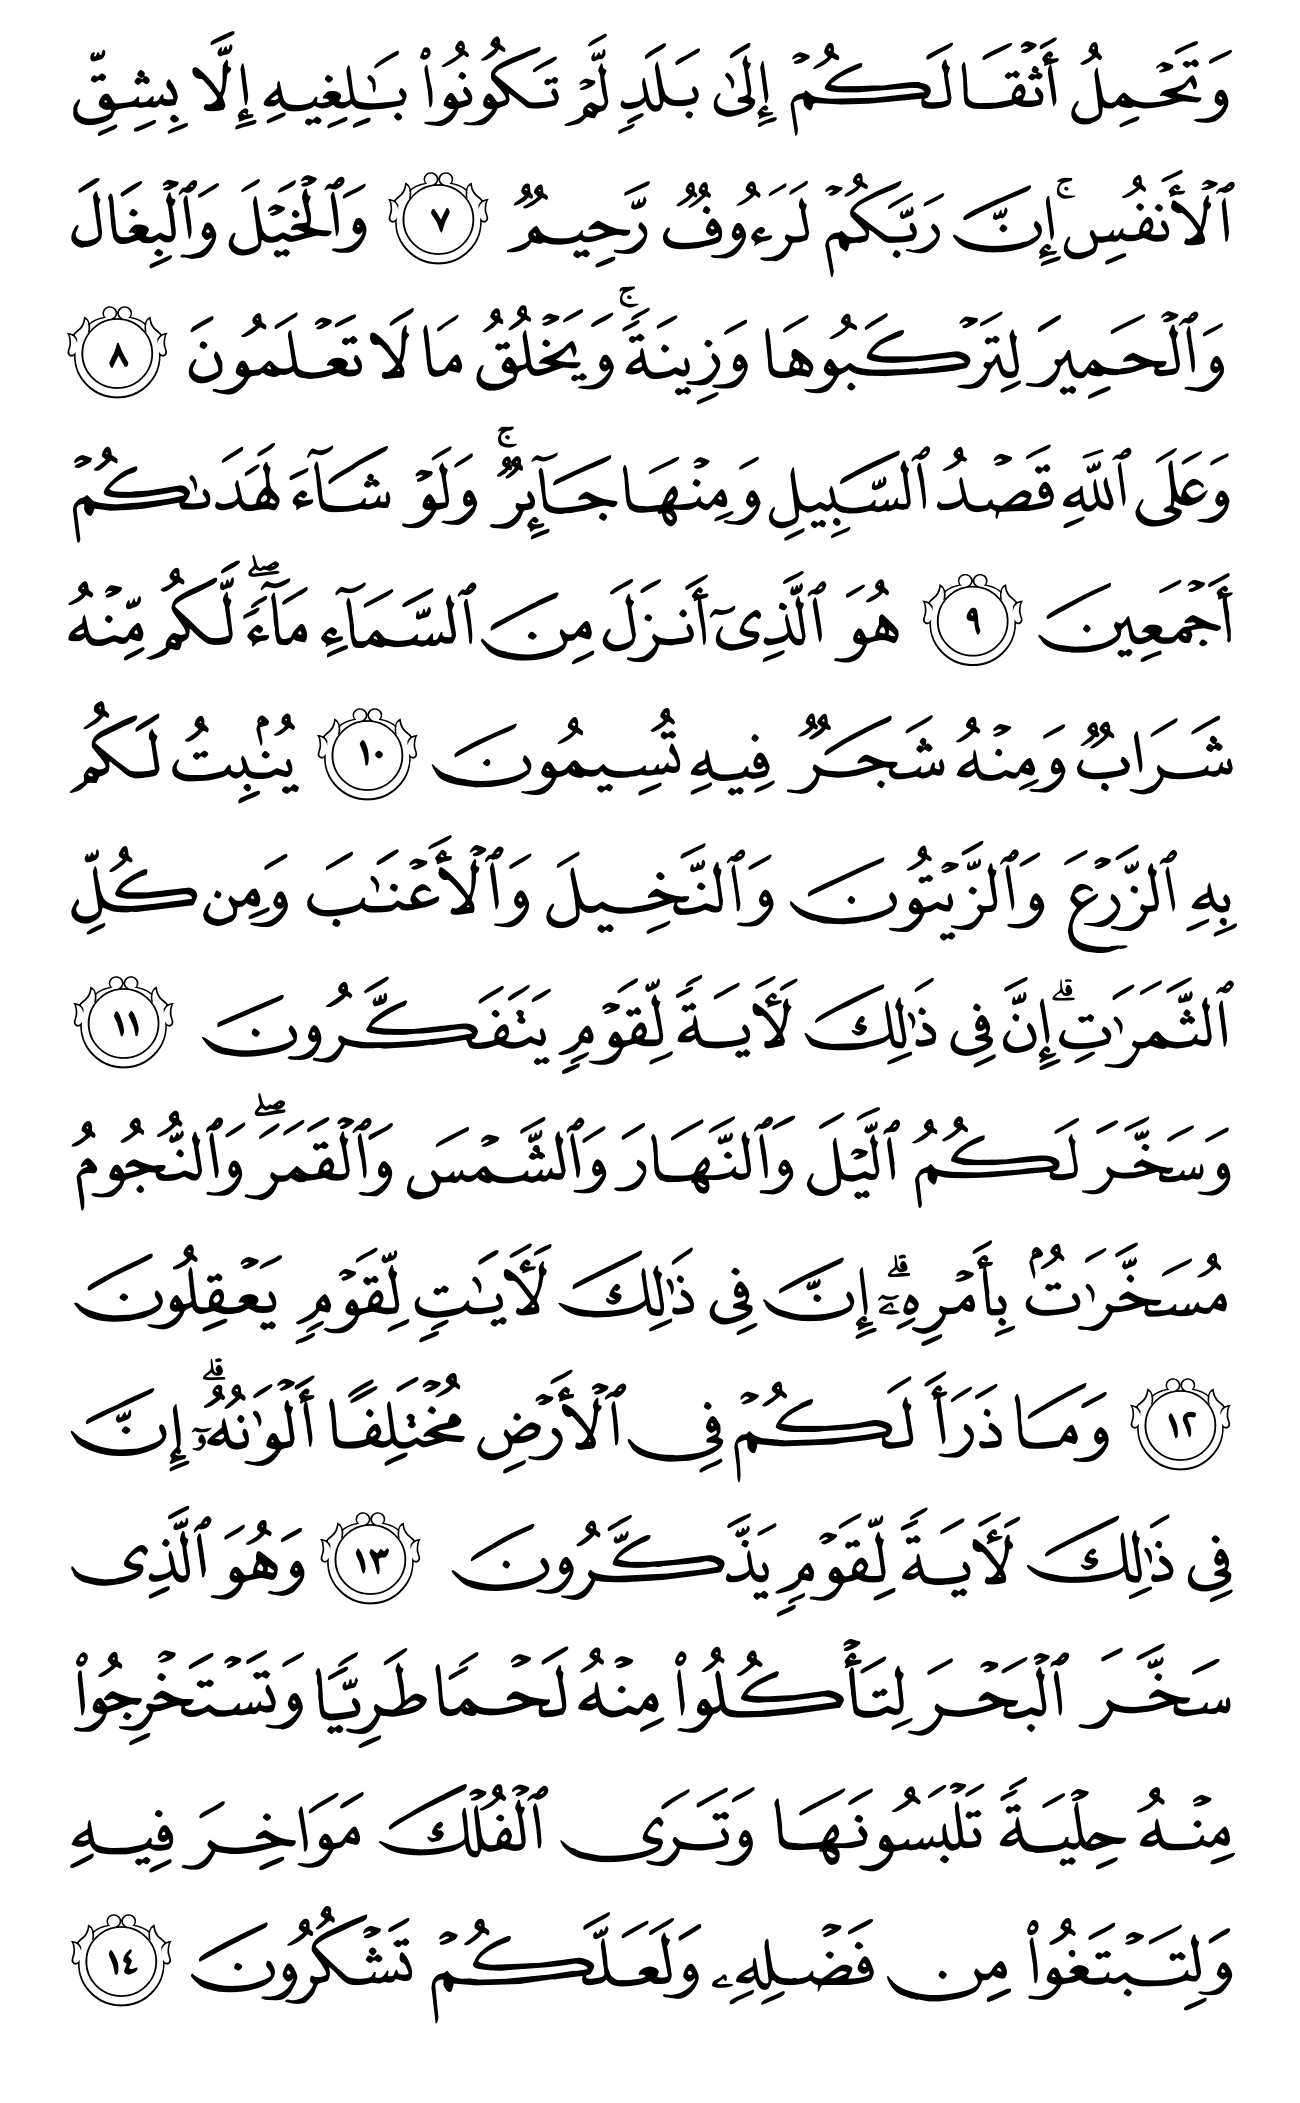 وَتَحۡمِلُ أَثۡقَالَكُمۡ إِلَىٰ بَلَدٖ لَّمۡ تَكُونُواْ بَٰلِغِيهِ إِلَّا بِشِقِّ
ٱلۡأَنفُسِۚ إِنَّ رَبَّكُمۡ لَرَءُوفٞ رَّحِيمٞ ٧ وَٱلۡخَيۡلَ وَٱلۡبِغَالَ
وَٱلۡحَمِيرَ لِتَرۡكَبُوهَا وَزِينَةٗۚ وَيَخۡلُقُ مَا لَا تَعۡلَمُونَ ٨
وَعَلَى ٱللَّهِ قَصۡدُ ٱلسَّبِيلِ وَمِنۡهَا جَآئِرٞۚ وَلَوۡ شَآءَ لَهَدَىٰكُمۡ
أَجۡمَعِينَ ٩ هُوَ ٱلَّذِيٓ أَنزَلَ مِنَ ٱلسَّمَآءِ مَآءٗۖ لَّكُم مِّنۡهُ
شَرَابٞ وَمِنۡهُ شَجَرٞ فِيهِ تُسِيمُونَ ١٠ يُنۢبِتُ لَكُم
بِهِ ٱلزَّرۡعَ وَٱلزَّيۡتُونَ وَٱلنَّخِيلَ وَٱلۡأَعۡنَٰبَ وَمِن كُلِّ
ٱلثَّمَرَٰتِۚ إِنَّ فِي ذَٰلِكَ لَأٓيَةٗ لِّقَوۡمٖ يَتَفَكَّرُونَ ١١
وَسَخَّرَ لَكُمُ ٱلَّيۡلَ وَٱلنَّهَارَ وَٱلشَّمۡسَ وَٱلۡقَمَرَۖ وَٱلنُّجُومُ
مُسَخَّرَٰتُۢ بِأَمۡرِهِۦٓۗ إِنَّ فِي ذَٰلِكَ لَأٓيَٰتٖ لِّقَوۡمٖ يَعۡقِلُونَ
١٢ وَمَا ذَرَأَ لَكُمۡ فِي ٱلۡأَرۡضِ مُخۡتَلِفًا أَلۡوَٰنُهُۥٓۗ إِنَّ
فِي ذَٰلِكَ لَأٓيَةٗ لِّقَوۡمٖ يَذَّكَّرُونَ ١٣ وَهُوَ ٱلَّذِي
سَخَّرَ ٱلۡبَحۡرَ لِتَأۡكُلُواْ مِنۡهُ لَحۡمٗا طَرِيّٗا وَتَسۡتَخۡرِجُواْ
مِنۡهُ حِلۡيَةٗ تَلۡبَسُونَهَا وَتَرَى ٱلۡفُلۡكَ مَوَاخِرَ فِيهِ
وَلِتَبۡتَغُواْ مِن فَضۡلِهِۦ وَلَعَلَّكُمۡ تَشۡكُرُونَ ١٤